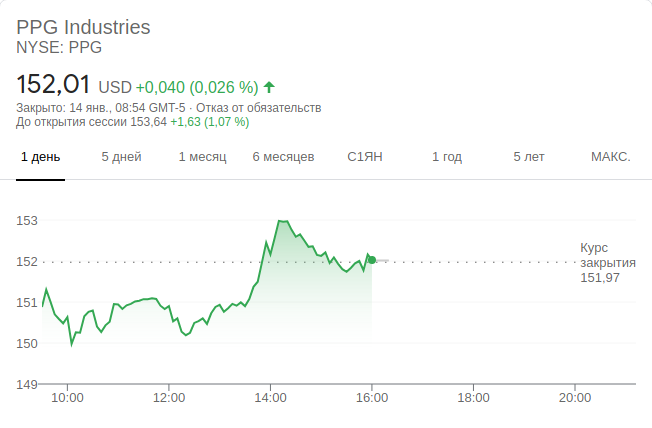 PPG Industries
NYSE: PPG
152,01 USD +0,040 (0,026 %)
Закрыто: 14 янв., 08:54 GMT-5 · Отказ от обязательств
До открытия сессии 153,64 +1,63 (1,07 %)
1 день 5 дней 1 месяц 6 месяцев С1ЯН 1 год 5 лет МАКС.
153
152
151
150
149
Курс
закрытия
151,97
10:00 12:00 14:00 16:00 18:00 20:00